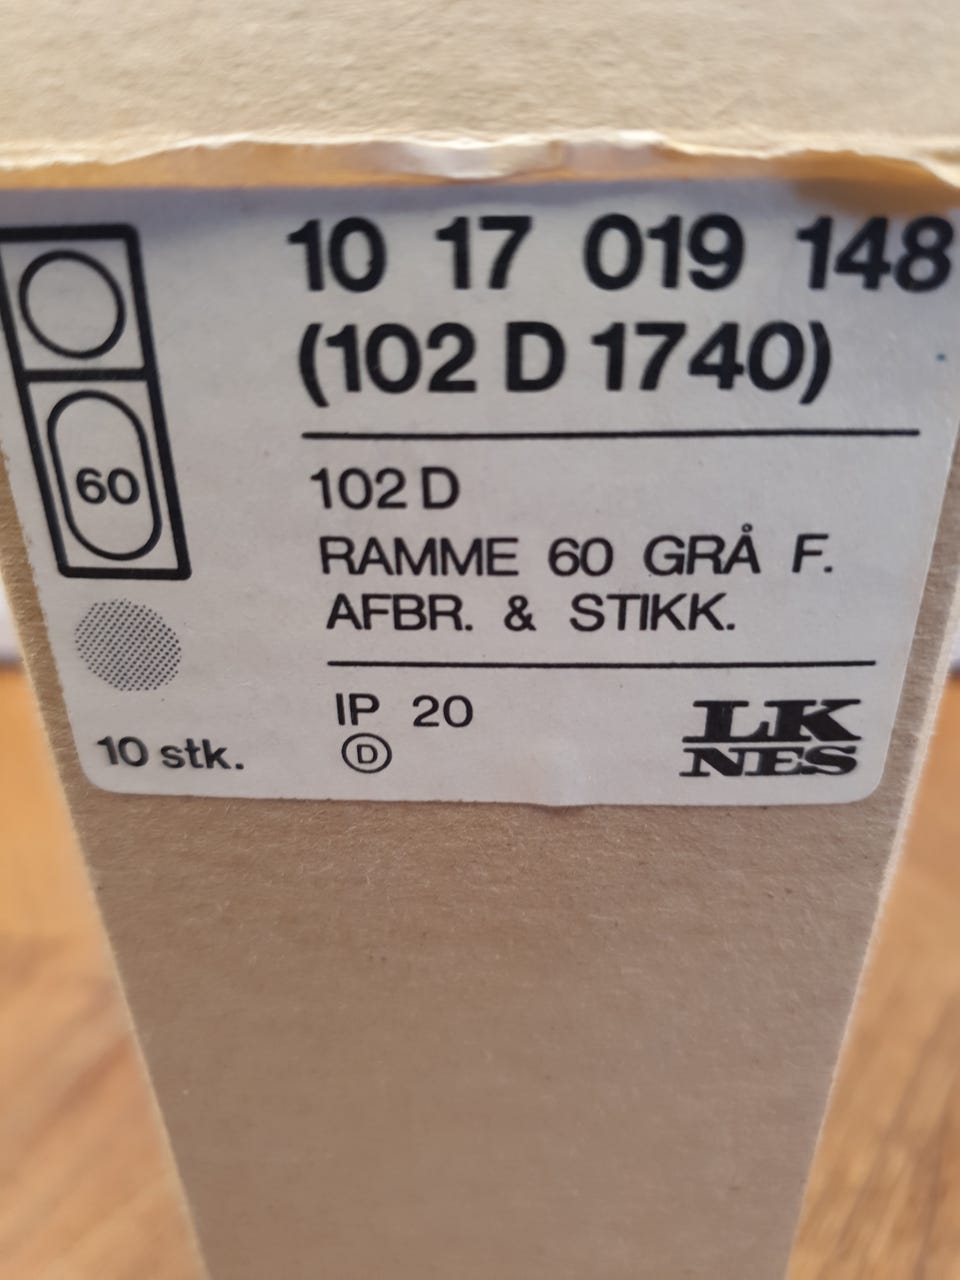 10 17 019 148
(102 D 1740)
60
102 D
RAMME 60 GRÅ F.
AFBR. & STIKK.
IP 20
D
10 stk.
LK
NES